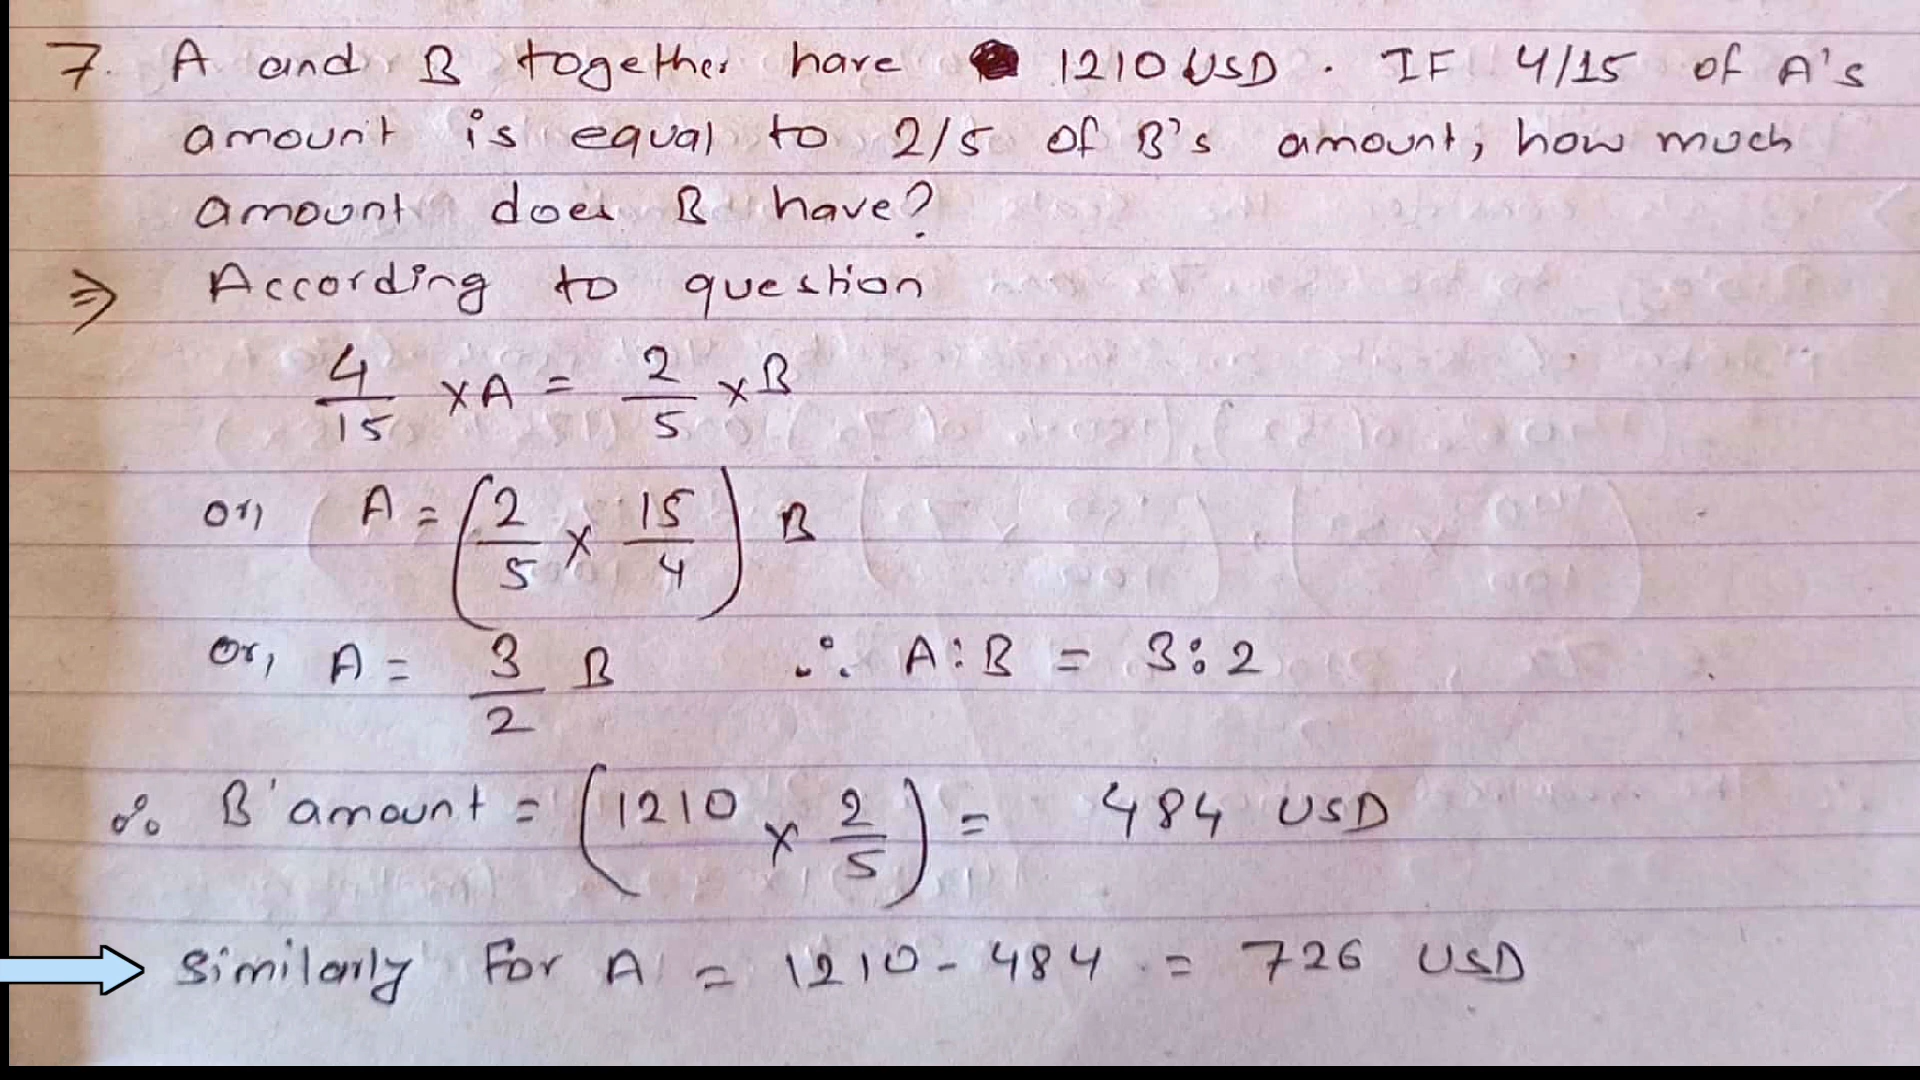 7. A and B together have 1210 USD. IF 4/15 of A's
amount is equal to 2/5 of B's amount, how much
amount does B have?
⇒ According to question
4/15 × A = 2/5 × B
or, A = (2/5 × 15/4) B
or, A = 3/2 B ∴ A:B = 3:2
∴ B' amount = (1210 × 2/5) = 484 USD
Similarly For A = 1210 - 484 = 726 USD